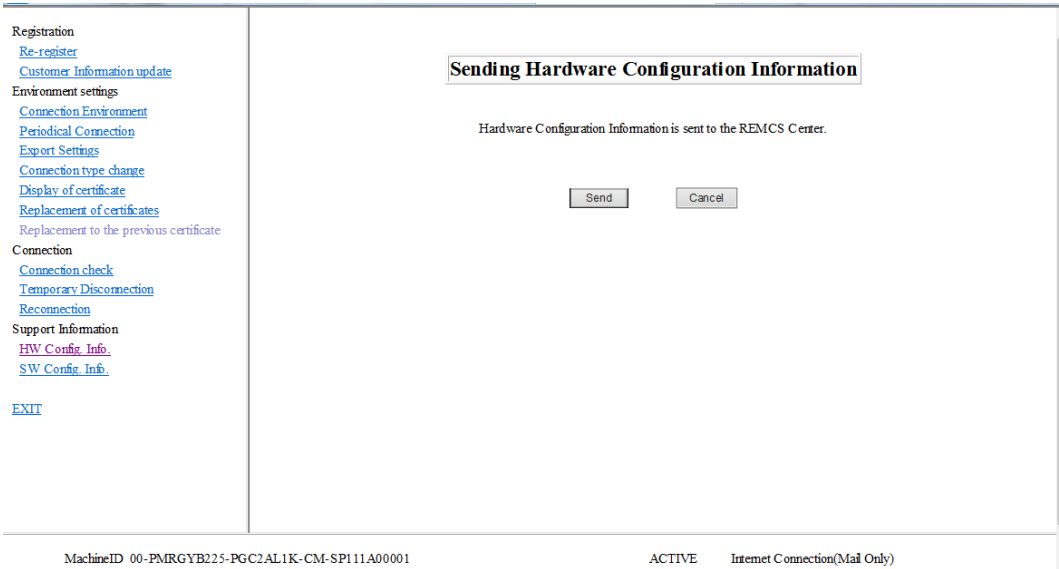 Registration
Re-register
Customer Information update
Environment settings
Connection Environment
Periodical Connection
Export Settings
Connection type change
Display of certificate
Replacement of certificates
Replacement to the previous certificate
Connection
Connection check
Temporary Disconnection
Reconnection
Support Information
HW Config. Info.
SW Config. Info.
EXIT
Sending Hardware Configuration Information
Hardware Configuration Information is sent to the REMCS Center.
Send Cancel
MachineID 00-PMRGYB225-PGC2AL1K-CM-SP111A00001 ACTIVE Internet Connection(Mail Only)